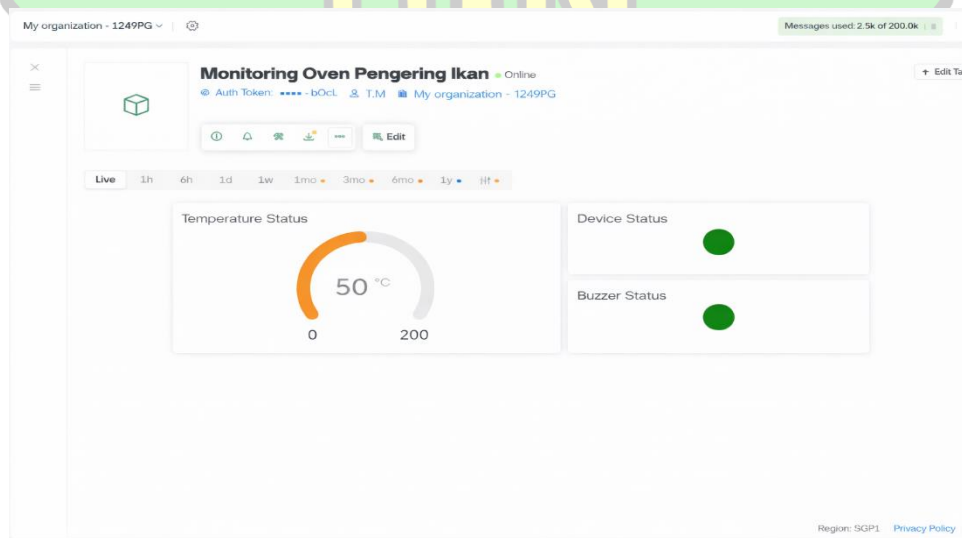 My organization - 1249PG
Messages used: 2.5k of 200.0k
Monitoring Oven Pengering Ikan Online
Auth Token: •••• - bOcL T.M My organization - 1249PG
+ Edit Ta
Edit
Live 1h 6h 1d 1w 1mo 3mo 6mo 1y
Temperature Status
50 °C
0 200
Device Status
Buzzer Status
Region: SGP1 Privacy Policy